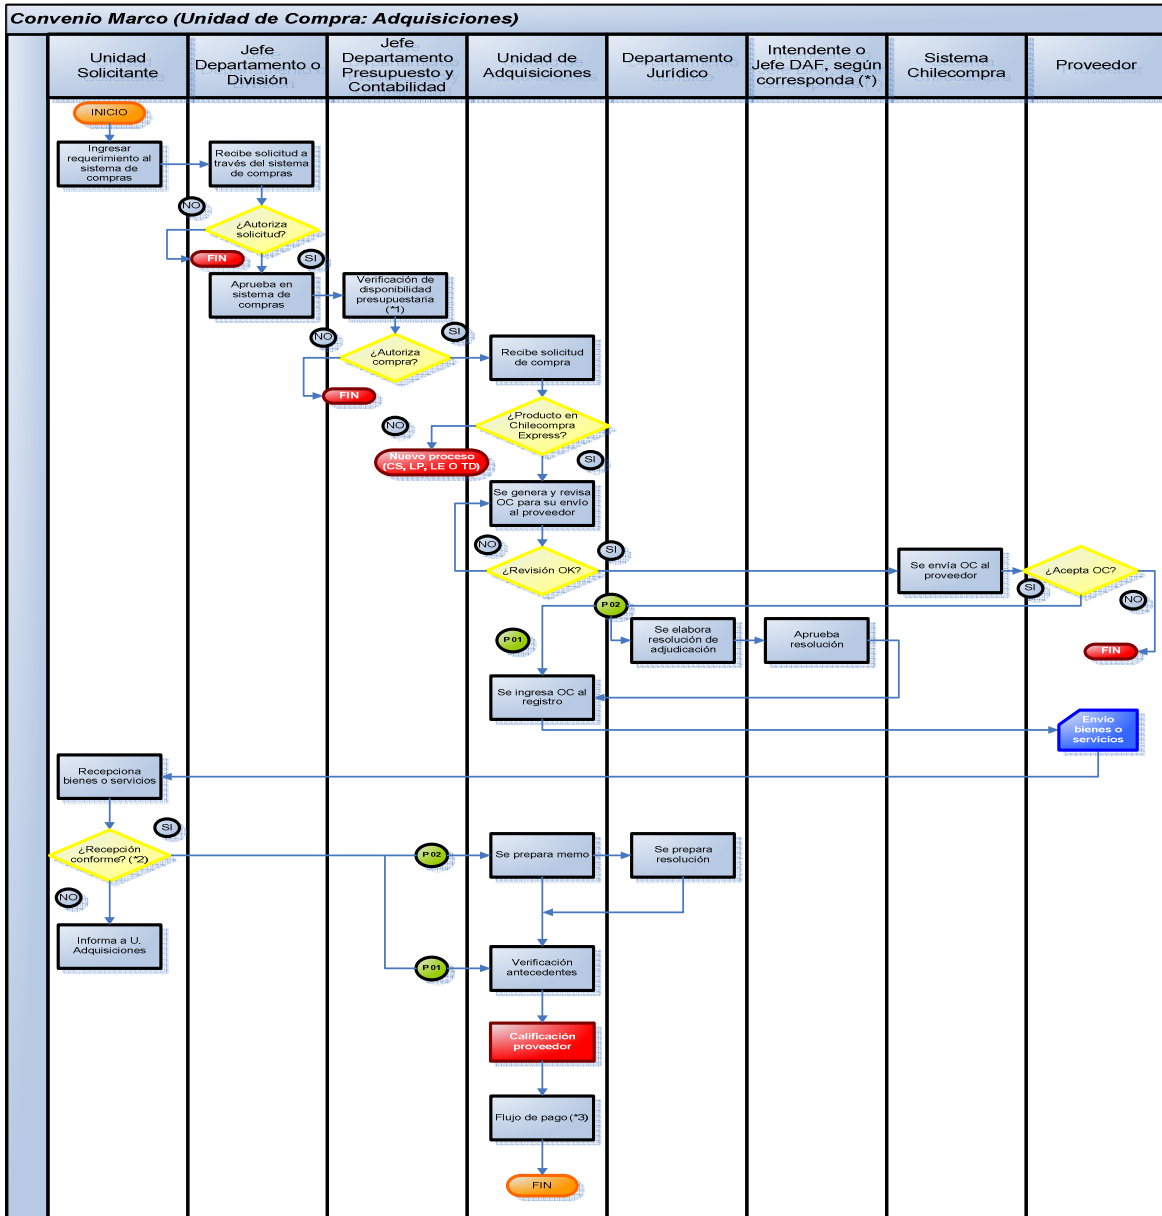 Convenio Marco (Unidad de Compra: Adquisiciones)
Unidad
Solicitante
Jefe
Departamento o
División
Jefe
Departamento
Presupuesto y
Contabilidad
Unidad de
Adquisiciones
Departamento
Jurídico
Intendente o
Jefe DAF, según
corresponda (*)
Sistema
Chilecompra
Proveedor
INICIO
Ingresar
requerimiento al
sistema de
compras
Recibe solicitud a
través del sistema
de compras
NO
¿Autoriza
solicitud?
FIN
SI
Aprueba en
sistema de
compras
Verificación de
disponibilidad
presupuestaria
(*1)
NO
SI
¿Autoriza
compra?
Recibe solicitud
de compra
FIN
¿Producto en
Chilecompra
Express?
NO
Nuevo proceso
(CS, LP, LE O TD)
SI
Se genera y revisa
OC para su envío
al proveedor
NO
SI
¿Revisión OK?
Se envía OC al
proveedor
¿Acepta OC?
SI
NO
P 02
P 01
Se elabora
resolución de
adjudicación
Aprueba
resolución
FIN
Se ingresa OC al
registro
Envío
bienes o
servicios
Recepciona
bienes o servicios
SI
¿Recepción
conforme? (*2)
P 02
Se prepara memo
Se prepara
resolución
NO
Informa a U.
Adquisiciones
P 01
Verificación
antecedentes
Calificación
proveedor
Flujo de pago (*3)
FIN